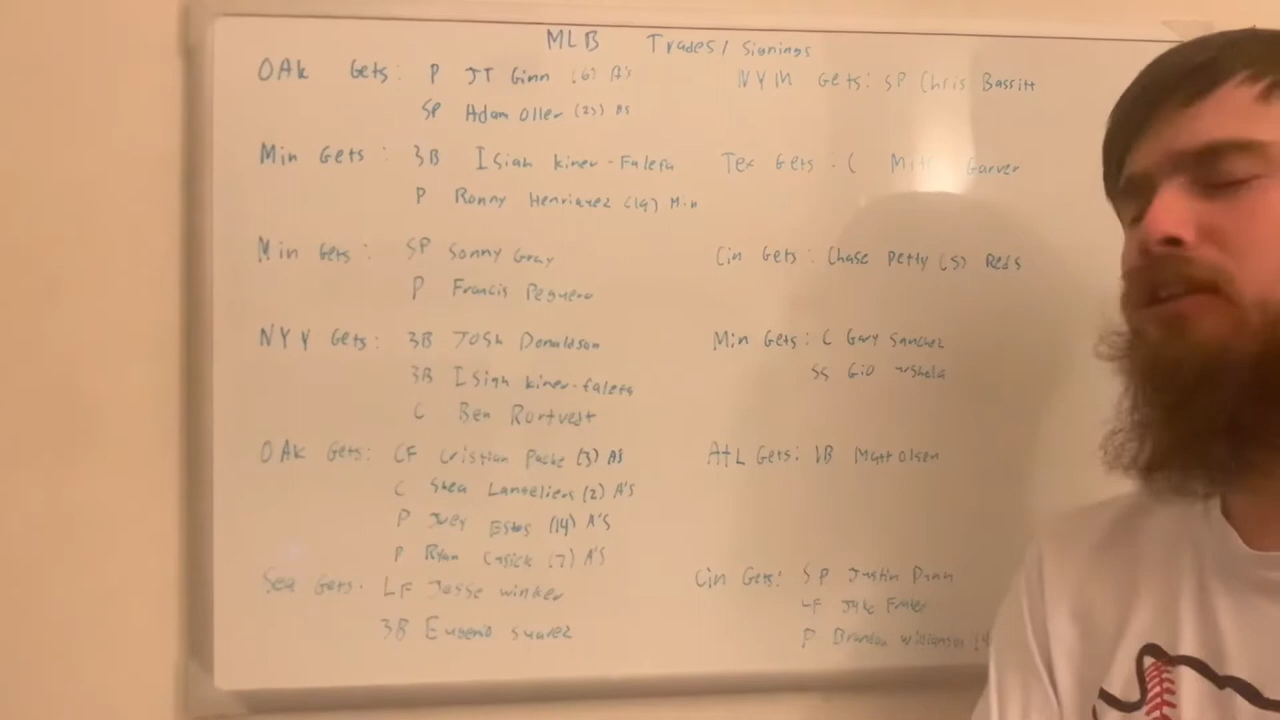 MLB Trades/ Signings
OAk Gets: P JT Ginn (6) A's NYM Gets: SP Chris Bassitt
SP Adam Oller (23) AS
Min Gets: 3B Isiah kiner-Falefa Tex Gets: C Garver
P Ronny Henriquez (19) Min
Min Gets: SP Sonny Gray Cin Gets: Chase Petty (5) Reds
P Francis Peguero
NYY Gets: 3B Josh Donaldson Min Gets: C Gary Sanchez
3B Isiah kiner-falefa SS Gio urshela
C Ben Rortvest
OAk Gets: CF Cristian Pache (3) AS AtL Gets: 1B Matt Olsen
C Shea Langeliers (2) A'S
P Joey Estes (14) A'S
P Ryan Cusick (7) A'S
Sea Gets: LF Jesse winker Cin Gets: SP Justin Dunn
3B Eugenio suarez LF Jake Fraley
P Brandon Williamson